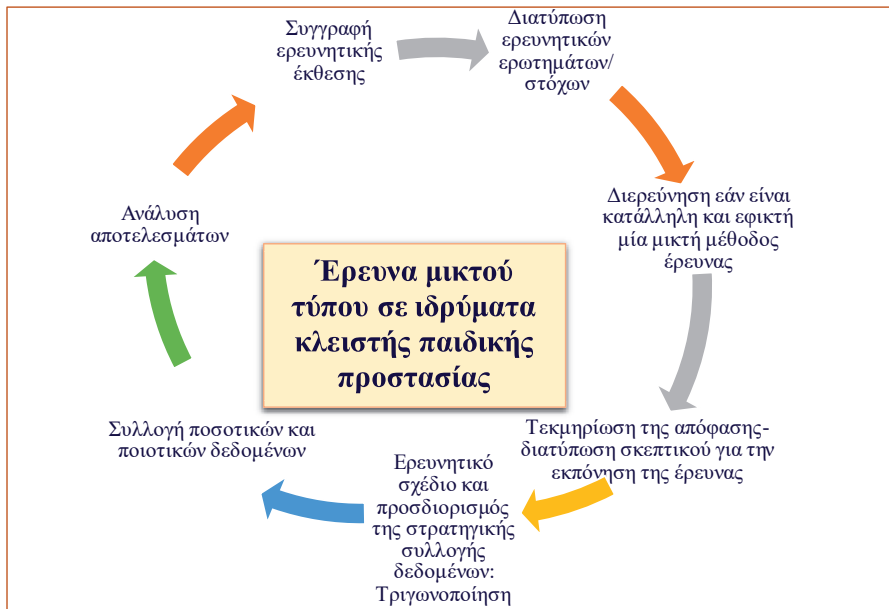 Συγγραφή
ερευνητικής
έκθεσης
Διατύπωση
ερευνητικών
ερωτημάτων/
στόχων
Διερεύνηση εάν είναι
κατάλληλη και εφικτή
μία μικτή μέθοδος
έρευνας
Τεκμηρίωση της απόφασης-
διατύπωση σκεπτικού για την
εκπόνηση της έρευνας
Ερευνητικό
σχέδιο και
προσδιορισμός
της στρατηγικής
συλλογής
δεδομένων:
Τριγωνοποίηση
Συλλογή ποσοτικών και
ποιοτικών δεδομένων
Ανάλυση
αποτελεσμάτων
Έρευνα μικτού
τύπου σε ιδρύματα
κλειστής παιδικής
προστασίας